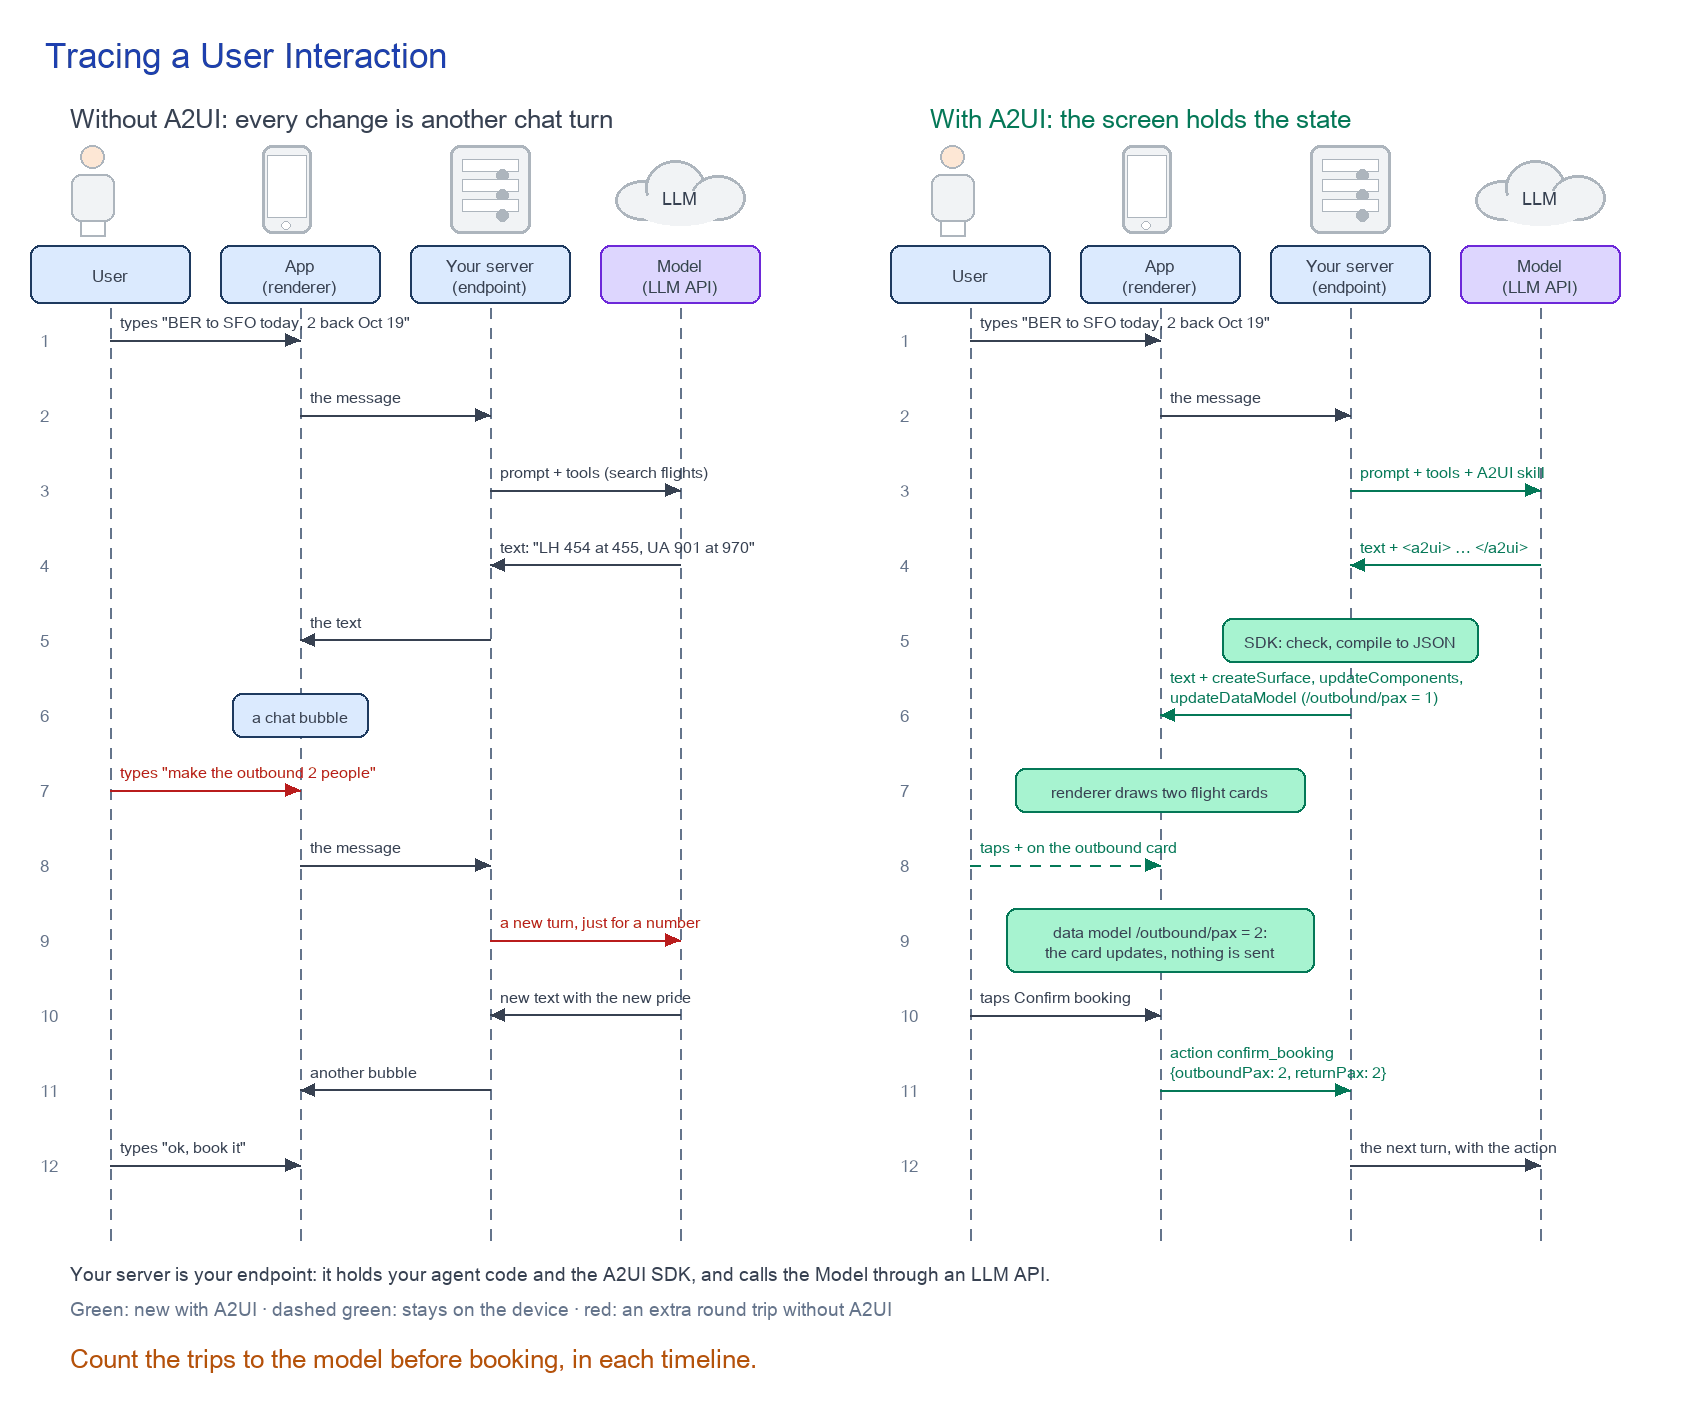 Tracing a User Interaction
Without A2UI: every change is another chat turn
LLM
User
App
(renderer)
Your server
(endpoint)
Model
(LLM API)
1
types "BER to SFO today, 2 back Oct 19"
2
the message
3
prompt + tools (search flights)
4
text: "LH 454 at 455, UA 901 at 970"
5
the text
6
a chat bubble
7
types "make the outbound 2 people"
8
the message
9
a new turn, just for a number
10
new text with the new price
11
another bubble
12
types "ok, book it"
With A2UI: the screen holds the state
LLM
User
App
(renderer)
Your server
(endpoint)
Model
(LLM API)
1
types "BER to SFO today, 2 back Oct 19"
2
the message
3
prompt + tools + A2UI skill
4
text + <a2ui> … </a2ui>
5
SDK: check, compile to JSON
text + createSurface, updateComponents,
updateDataModel (/outbound/pax = 1)
6
7
renderer draws two flight cards
8
taps + on the outbound card
9
data model /outbound/pax = 2:
the card updates, nothing is sent
10
taps Confirm booking
action confirm_booking
{outboundPax: 2, returnPax: 2}
11
12
the next turn, with the action
Your server is your endpoint: it holds your agent code and the A2UI SDK, and calls the Model through an LLM API.
Green: new with A2UI · dashed green: stays on the device · red: an extra round trip without A2UI
Count the trips to the model before booking, in each timeline.